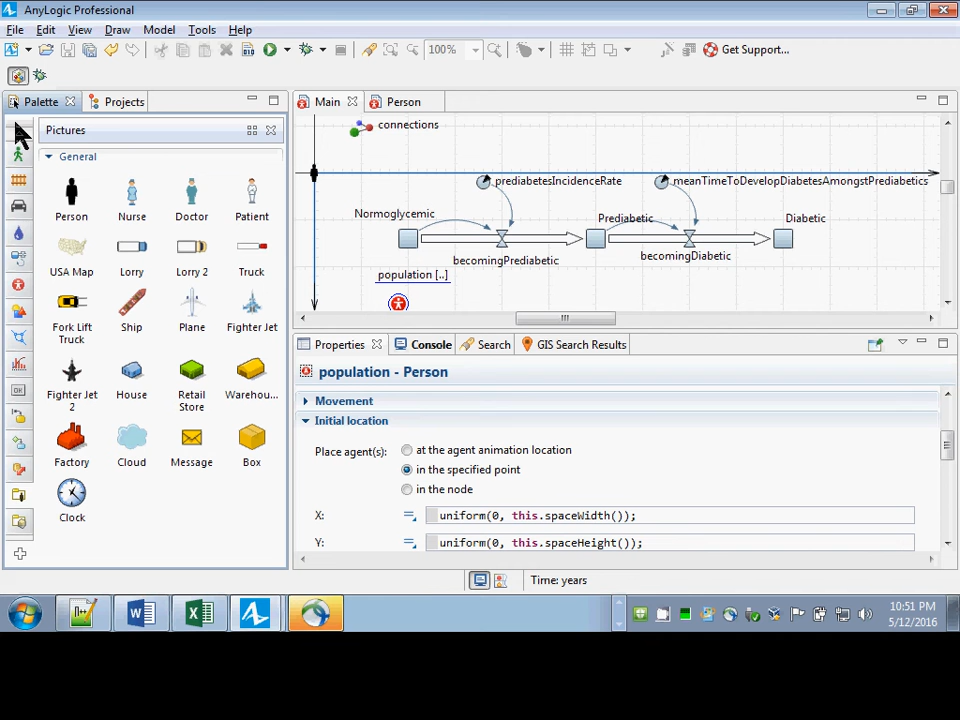 AnyLogic Professional
File Edit View Draw Model Tools Help
100% Get Support...
Palette Projects
Pictures
General
Person Nurse Doctor Patient
USA Map Lorry Lorry 2 Truck
Fork Lift Truck Ship Plane Fighter Jet
Fighter Jet 2 House Retail Store Warehou...
Factory Cloud Message Box
Clock
Main Person
connections
prediabetesIncidenceRate meanTimeToDevelopDiabetesAmongstPrediabetics
Normoglycemic Prediabetic Diabetic
becomingPrediabetic becomingDiabetic
population [..]
Properties Console Search GIS Search Results
population - Person
Movement
Initial location
Place agent(s): at the agent animation location
in the specified point
in the node
X: uniform(0, this.spaceWidth());
Y: uniform(0, this.spaceHeight());
Time: years
10:51 PM
5/12/2016